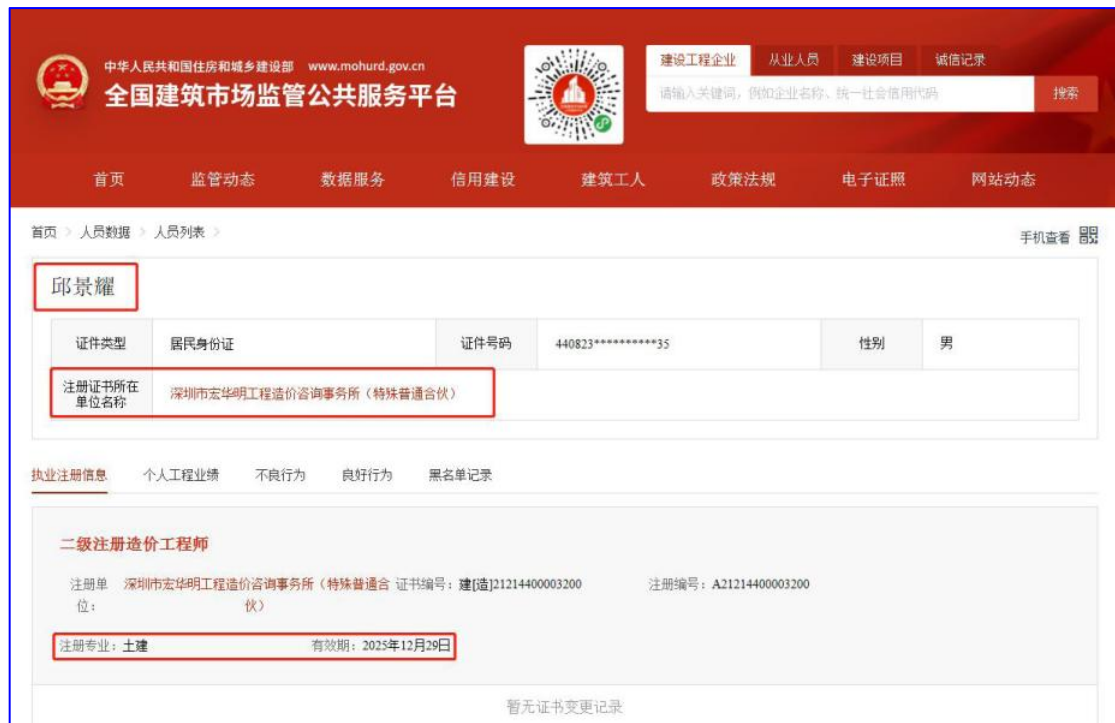 中华人民共和国住房和城乡建设部 www.mohurd.gov.cn
全国建筑市场监管公共服务平台
建设工程企业 从业人员 建设项目 诚信记录
请输入关键词，例如企业名称、统一社会信用代码 搜索
首页 监管动态 数据服务 信用建设 建筑工人 政策法规 电子证照 网站动态
首页 > 人员数据 > 人员列表 >
手机查看
邱景耀
证件类型 居民身份证 证件号码 440823**********35 性别 男
注册证书所在
单位名称
深圳市宏华明工程造价咨询事务所（特殊普通合伙）
执业注册信息 个人工程业绩 不良行为 良好行为 黑名单记录
二级注册造价工程师
注册单 深圳市宏华明工程造价咨询事务所（特殊普通合 证书编号：建[造]21214400003200 注册编号：A21214400003200
位： 伙）
注册专业：土建 有效期：2025年12月29日
暂无证书变更记录